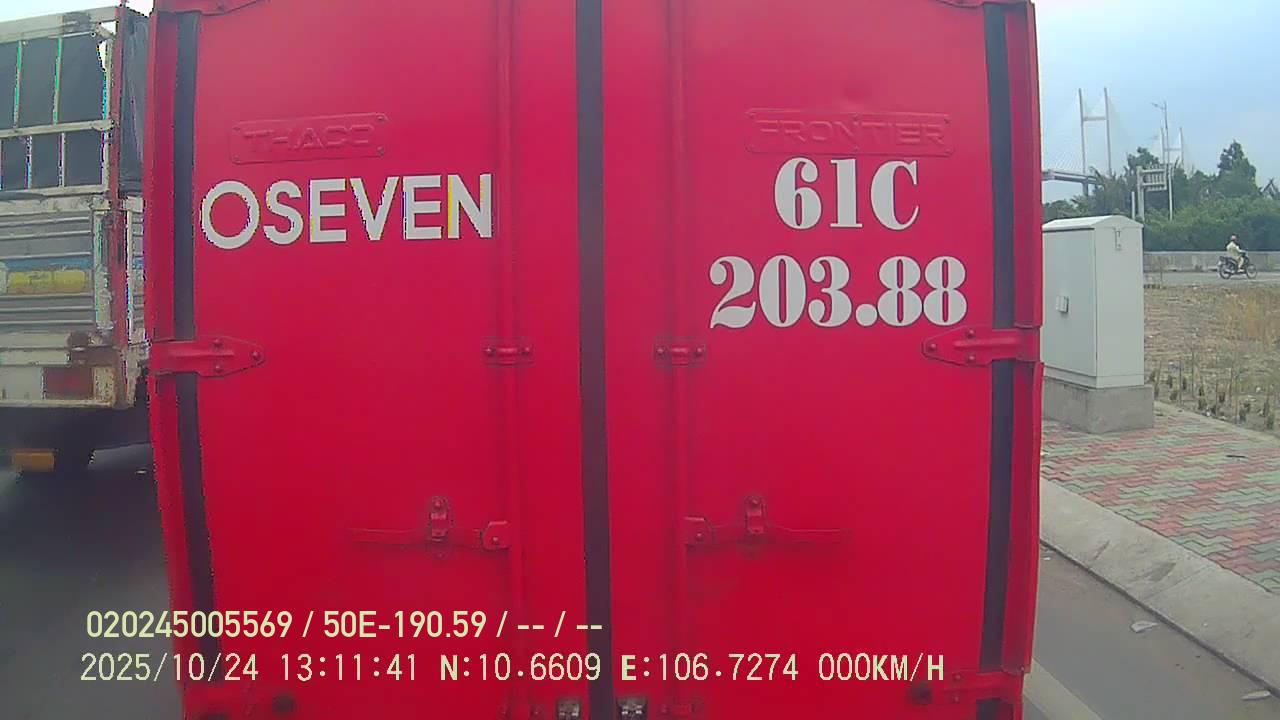 THACO
FRONTIER
OSEVEN
61C
203.88
020245005569 / 50E-190.59 / -- / --
2025/10/24 13:11:41 N:10.6609 E:106.7274 000KM/H